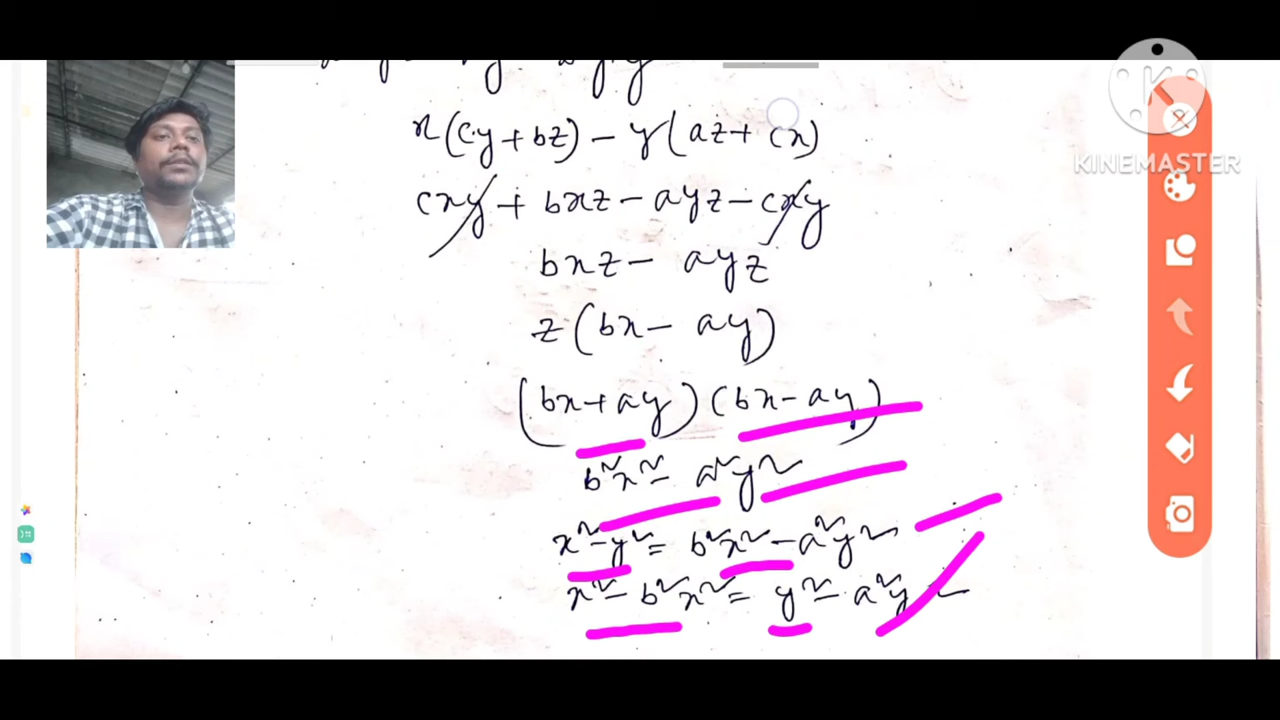 x(cy+bz) - y(az+cx)
cxy + bxz - ayz - cxy
bxz - ayz
z(bx - ay)
(bx+ay)(bx-ay)
b²x² - a²y²
x²-y² = b²x² - a²y²
x² - b²x² = y² - a²y²
KINEMASTER